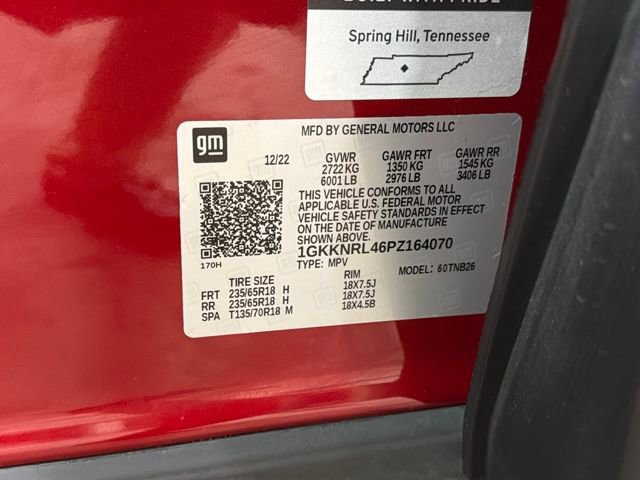 BUILT WITH PRIDE
Spring Hill, Tennessee
gm
MFD BY GENERAL MOTORS LLC
12/22 GVWR GAWR FRT GAWR RR
2722 KG 1350 KG 1545 KG
6001 LB 2976 LB 3406 LB
THIS VEHICLE CONFORMS TO ALL
APPLICABLE U.S. FEDERAL MOTOR
VEHICLE SAFETY STANDARDS IN EFFECT
ON THE DATE OF MANUFACTURE
SHOWN ABOVE.
1GKKNRL46PZ164070
170H TYPE: MPV MODEL: 60TNB26
TIRE SIZE RIM
FRT 235/65R18 H 18X7.5J
RR 235/65R18 H 18X7.5J
SPA T135/70R18 M 18X4.5B